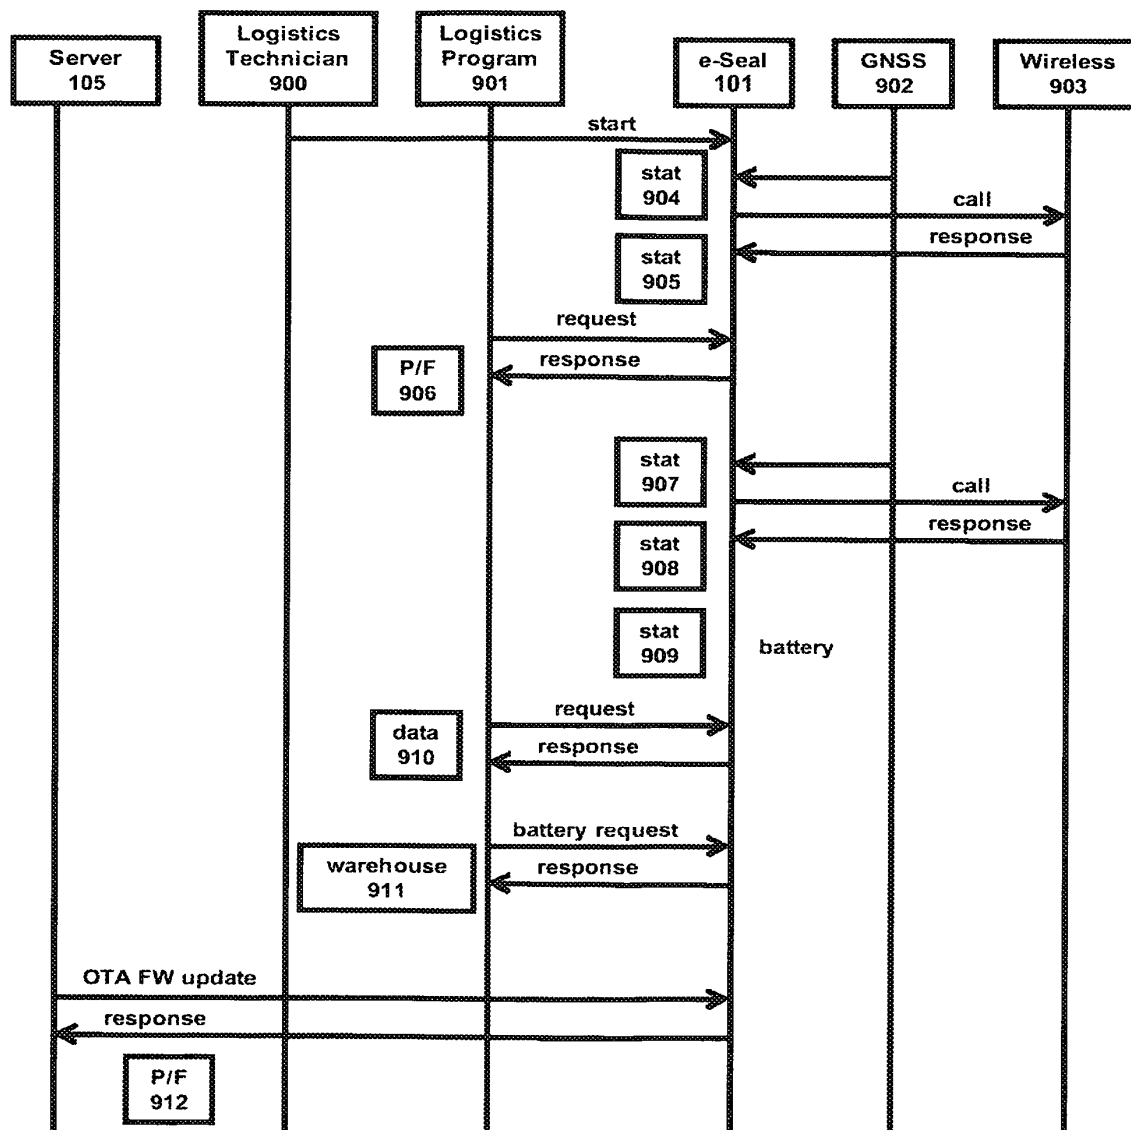 Server
105
Logistics
Technician
900
Logistics
Program
901
e-Seal
101
GNSS
902
Wireless
903
start
stat
904
call
response
stat
905
request
response
P/F
906
stat
907
call
response
stat
908
stat
909
battery
request
data
910
response
battery request
warehouse
911
response
OTA FW update
response
P/F
912